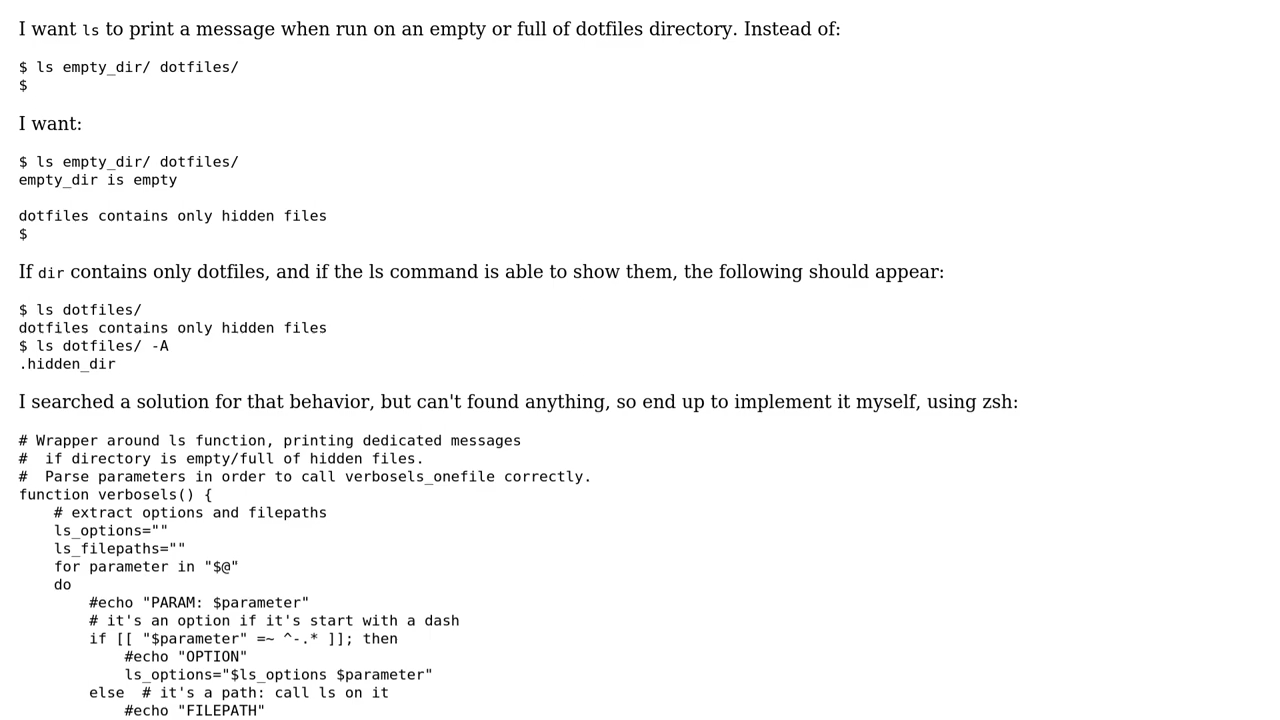 I want ls to print a message when run on an empty or full of dotfiles directory. Instead of:
$ ls empty_dir/ dotfiles/
$
I want:
$ ls empty_dir/ dotfiles/
empty_dir is empty

dotfiles contains only hidden files
$
If dir contains only dotfiles, and if the ls command is able to show them, the following should appear:
$ ls dotfiles/
dotfiles contains only hidden files
$ ls dotfiles/ -A
.hidden_dir
I searched a solution for that behavior, but can't found anything, so end up to implement it myself, using zsh:
# Wrapper around ls function, printing dedicated messages
#  if directory is empty/full of hidden files.
#  Parse parameters in order to call verbosels_onefile correctly.
function verbosels() {
    # extract options and filepaths
    ls_options=""
    ls_filepaths=""
    for parameter in "$@"
    do
        #echo "PARAM: $parameter"
        # it's an option if it's start with a dash
        if [[ "$parameter" =~ ^-.* ]]; then
            #echo "OPTION"
            ls_options="$ls_options $parameter"
        else  # it's a path: call ls on it
            #echo "FILEPATH"